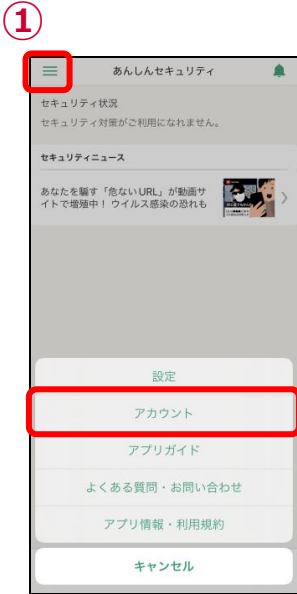 ①
あんしんセキュリティ
セキュリティ状況
セキュリティ対策がご利用になれません。
セキュリティニュース
あなたを騙す「危ないURL」が動画サ
イトで増殖中！ ウイルス感染の恐れも
設定
アカウント
アプリガイド
よくある質問・お問い合わせ
アプリ情報・利用規約
キャンセル